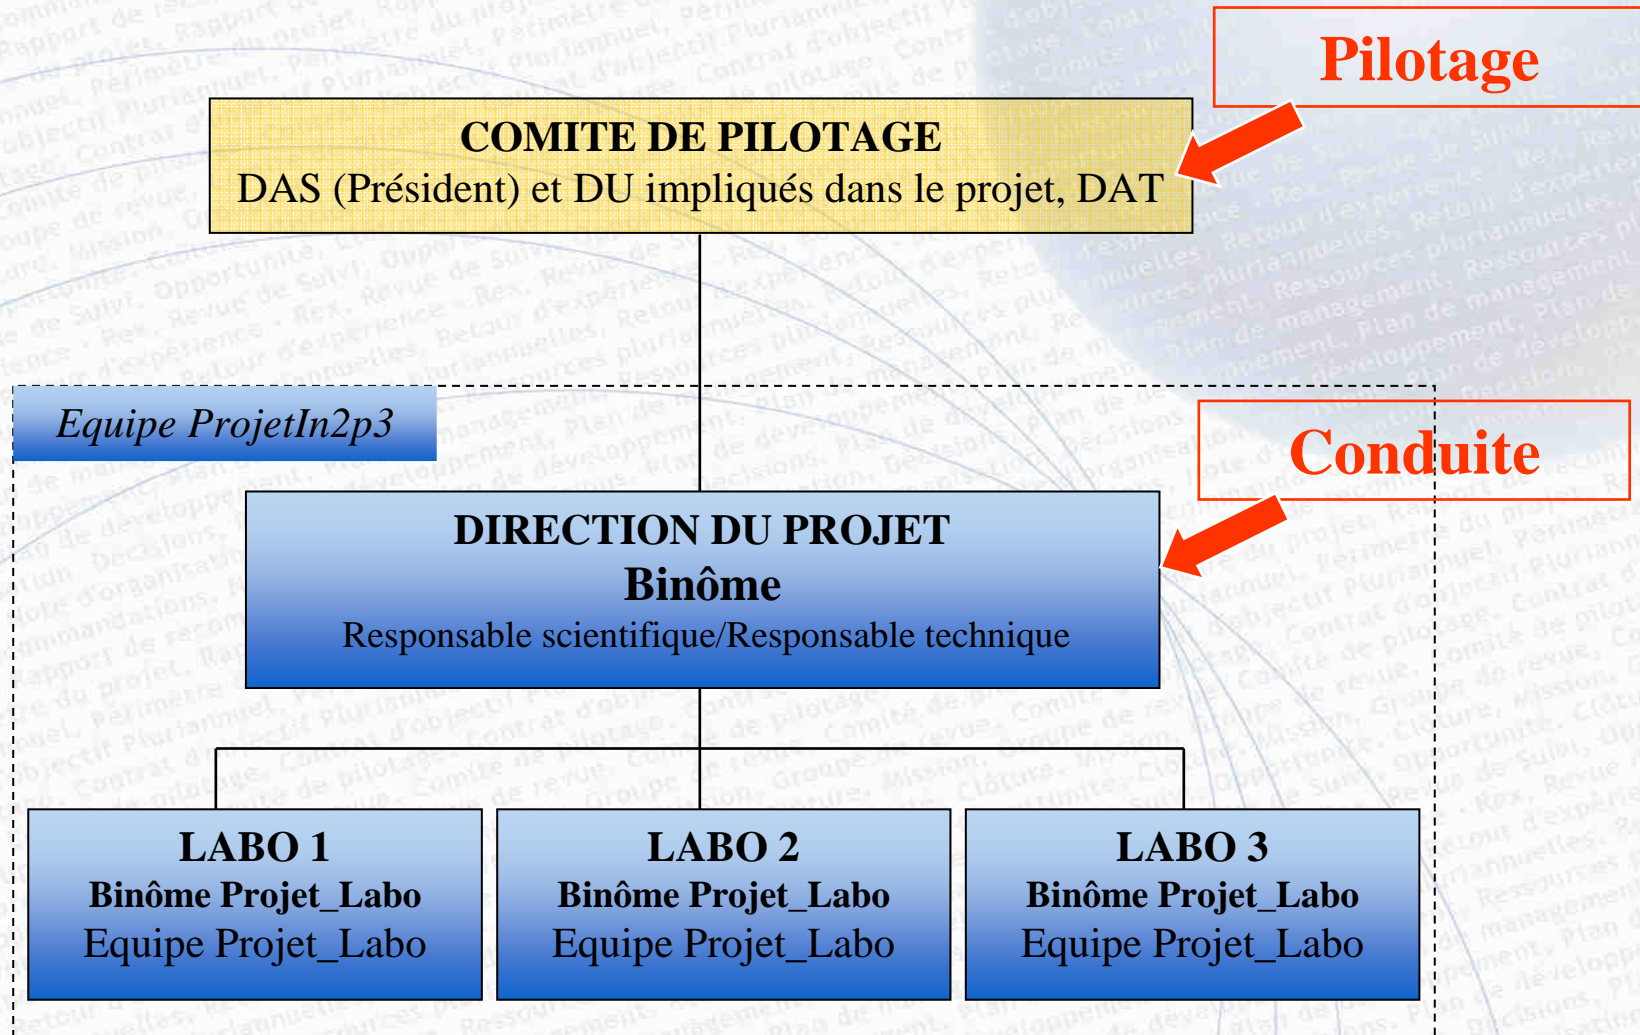 Pilotage
COMITE DE PILOTAGE
DAS (Président) et DU impliqués dans le projet, DAT
Equipe ProjetIn2p3
Conduite
DIRECTION DU PROJET
Binôme
Responsable scientifique/Responsable technique
LABO 1
Binôme Projet_Labo
Equipe Projet_Labo
LABO 2
Binôme Projet_Labo
Equipe Projet_Labo
LABO 3
Binôme Projet_Labo
Equipe Projet_Labo